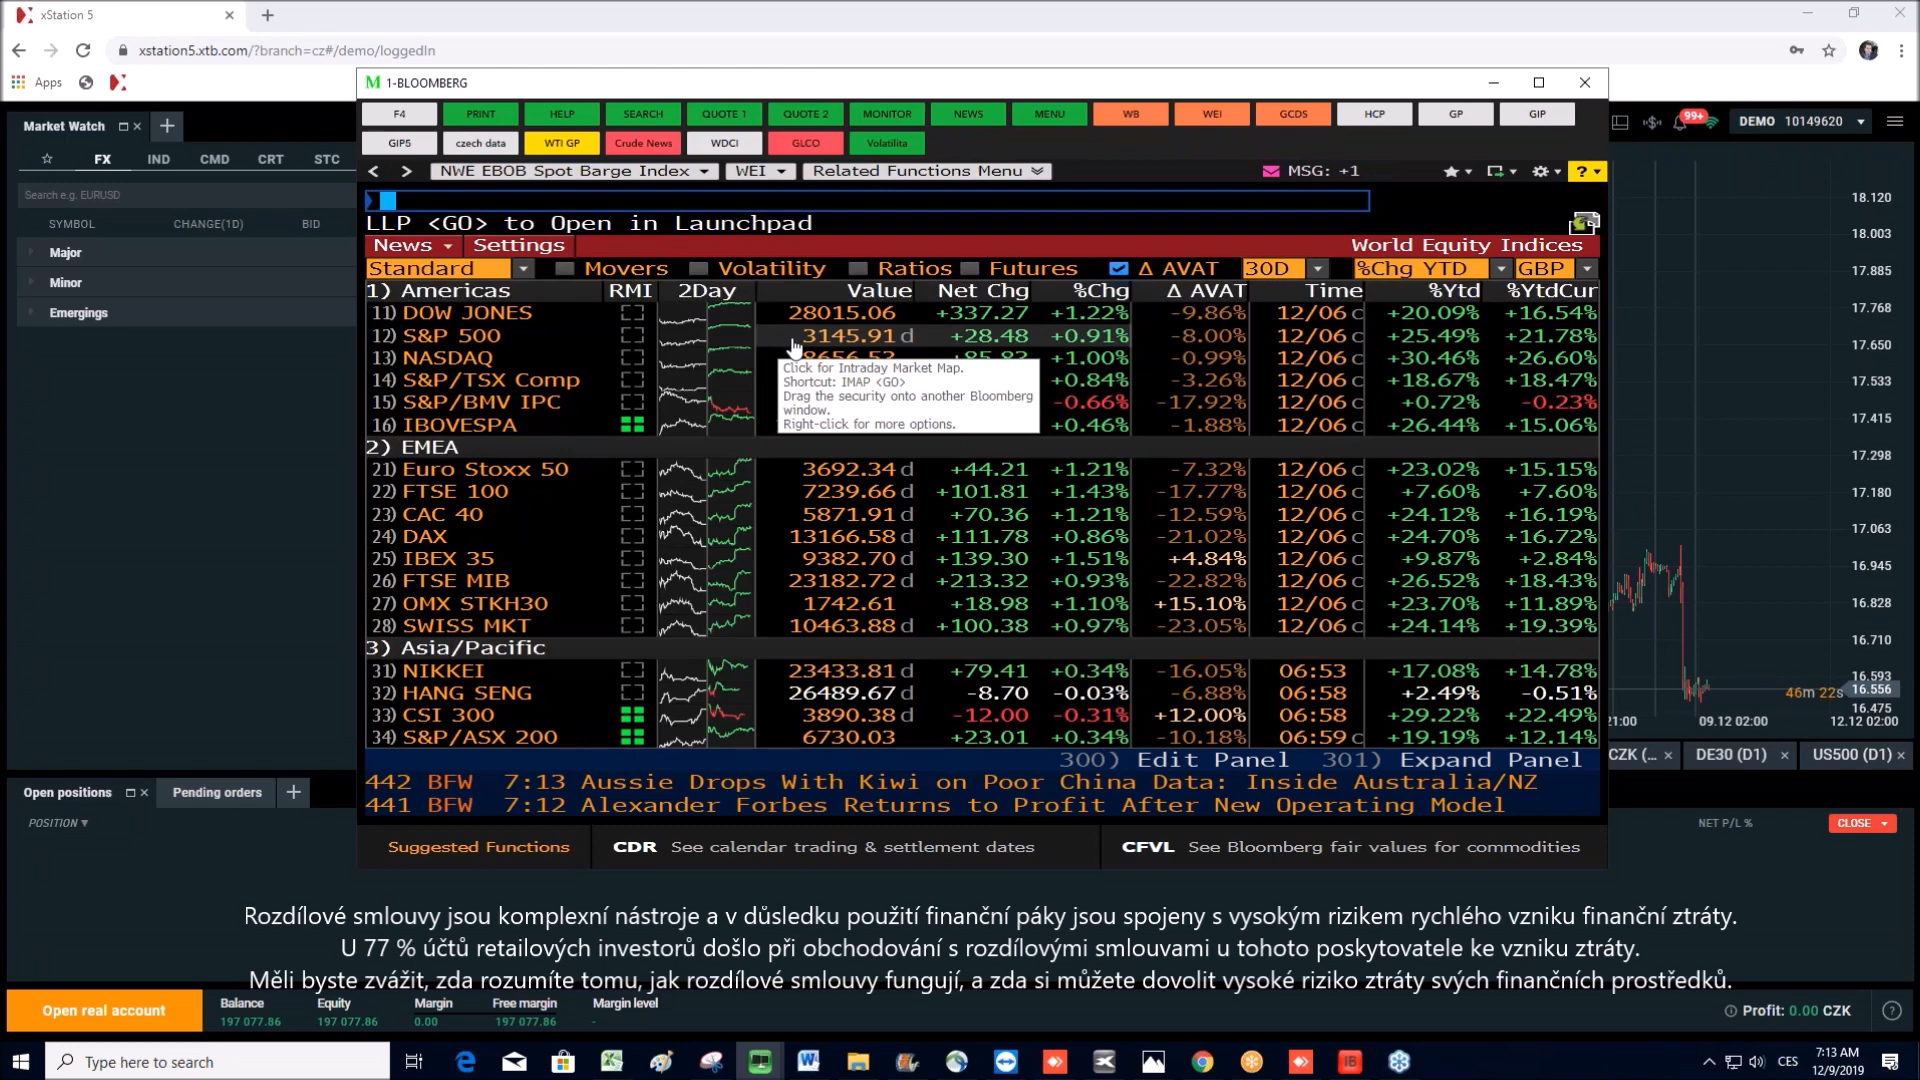 xStation 5
xstation5.xtb.com/?branch=cz#/demo/loggedIn
Apps
1-BLOOMBERG
F4 PRINT HELP SEARCH QUOTE 1 QUOTE 2 MONITOR NEWS MENU WB WEI GCDS HCP GP GIP
GIP5 czech data WTI GP Crude News WDCI GLCO Volatilita
Market Watch
99+ DEMO 10149620
FX IND CMD CRT STC
Search e.g. EURUSD
SYMBOL CHANGE(1D) BID
Major
Minor
Emergings
< > NWE EBOB Spot Barge Index WEI Related Functions Menu MSG: +1 ?
LLP <GO> to Open in Launchpad
News Settings World Equity Indices
Standard Movers Volatility Ratios Futures Δ AVAT 30D %Chg YTD GBP
1) Americas RMI 2Day Value Net Chg %Chg Δ AVAT Time %Ytd %YtdCur
11) DOW JONES 28015.06 +337.27 +1.22% -9.86% 12/06 c +20.09% +16.54%
12) S&P 500 3145.91 d +28.48 +0.91% -8.00% 12/06 c +25.49% +21.78%
13) NASDAQ 8656.53 +85.83 +1.00% -0.99% 12/06 c +30.46% +26.60%
14) S&P/TSX Comp +0.84% -3.26% 12/06 c +18.67% +18.47%
15) S&P/BMV IPC -0.66% -17.92% 12/06 c +0.72% -0.23%
16) IBOVESPA +0.46% -1.88% 12/06 c +26.44% +15.06%
Click for Intraday Market Map.
Shortcut: IMAP <GO>
Drag the security onto another Bloomberg
window.
Right-click for more options.
2) EMEA
21) Euro Stoxx 50 3692.34 d +44.21 +1.21% -7.32% 12/06 c +23.02% +15.15%
22) FTSE 100 7239.66 d +101.81 +1.43% -17.77% 12/06 c +7.60% +7.60%
23) CAC 40 5871.91 d +70.36 +1.21% -12.59% 12/06 c +24.12% +16.19%
24) DAX 13166.58 d +111.78 +0.86% -21.02% 12/06 c +24.70% +16.72%
25) IBEX 35 9382.70 d +139.30 +1.51% +4.84% 12/06 c +9.87% +2.84%
26) FTSE MIB 23182.72 d +213.32 +0.93% -22.82% 12/06 c +26.52% +18.43%
27) OMX STKH30 1742.61 +18.98 +1.10% +15.10% 12/06 c +23.70% +11.89%
28) SWISS MKT 10463.88 d +100.38 +0.97% -23.05% 12/06 c +24.14% +19.39%
3) Asia/Pacific
31) NIKKEI 23433.81 d +79.41 +0.34% -16.05% 06:53 +17.08% +14.78%
32) HANG SENG 26489.67 d -8.70 -0.03% -6.88% 06:58 +2.49% -0.51%
33) CSI 300 3890.38 d -12.00 -0.31% +12.00% 06:58 +29.22% +22.49%
34) S&P/ASX 200 6730.03 +23.01 +0.34% -10.18% 06:59 c +19.19% +12.14%
300) Edit Panel 301) Expand Panel
442 BFW 7:13 Aussie Drops With Kiwi on Poor China Data: Inside Australia/NZ
441 BFW 7:12 Alexander Forbes Returns to Profit After New Operating Model
Suggested Functions CDR See calendar trading & settlement dates CFVL See Bloomberg fair values for commodities
18.120
18.003
17.885
17.768
17.650
17.533
17.415
17.298
17.180
17.063
16.945
16.828
16.710
16.593
46m 22s 16.556
16.475
21:00 09.12 02:00 12.12 02:00
CZK (... DE30 (D1) US500 (D1)
Open positions Pending orders
POSITION NET P/L % CLOSE
Rozdílové smlouvy jsou komplexní nástroje a v důsledku použití finanční páky jsou spojeny s vysokým rizikem rychlého vzniku finanční ztráty.
U 77 % účtů retailových investorů došlo při obchodování s rozdílovými smlouvami u tohoto poskytovatele ke vzniku ztráty.
Měli byste zvážit, zda rozumíte tomu, jak rozdílové smlouvy fungují, a zda si můžete dovolit vysoké riziko ztráty svých finančních prostředků.
Open real account
Balance Equity Margin Free margin Margin level
197 077.86 197 077.86 0.00 197 077.86 -
Profit: 0.00 CZK
Type here to search
CES
7:13 AM
12/9/2019